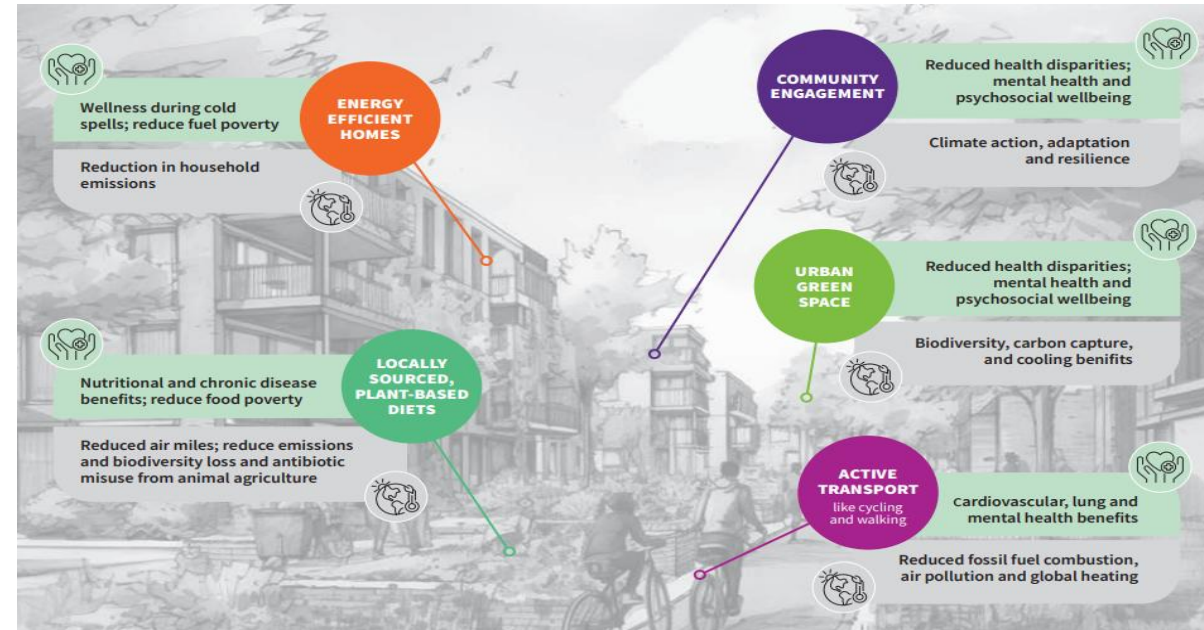 ENERGY
EFFICIENT
HOMES
Wellness during cold
spells; reduce fuel poverty
Reduction in household
emissions
LOCALLY
SOURCED,
PLANT-BASED
DIETS
Nutritional and chronic disease
benefits; reduce food poverty
Reduced air miles; reduce emissions
and biodiversity loss and antibiotic
misuse from animal agriculture
COMMUNITY
ENGAGEMENT
Reduced health disparities;
mental health and
psychosocial wellbeing
Climate action, adaptation
and resilience
URBAN
GREEN
SPACE
Reduced health disparities;
mental health and
psychosocial wellbeing
Biodiversity, carbon capture,
and cooling benifits
ACTIVE
TRANSPORT
like cycling
and walking
Cardiovascular, lung and
mental health benefits
Reduced fossil fuel combustion,
air pollution and global heating